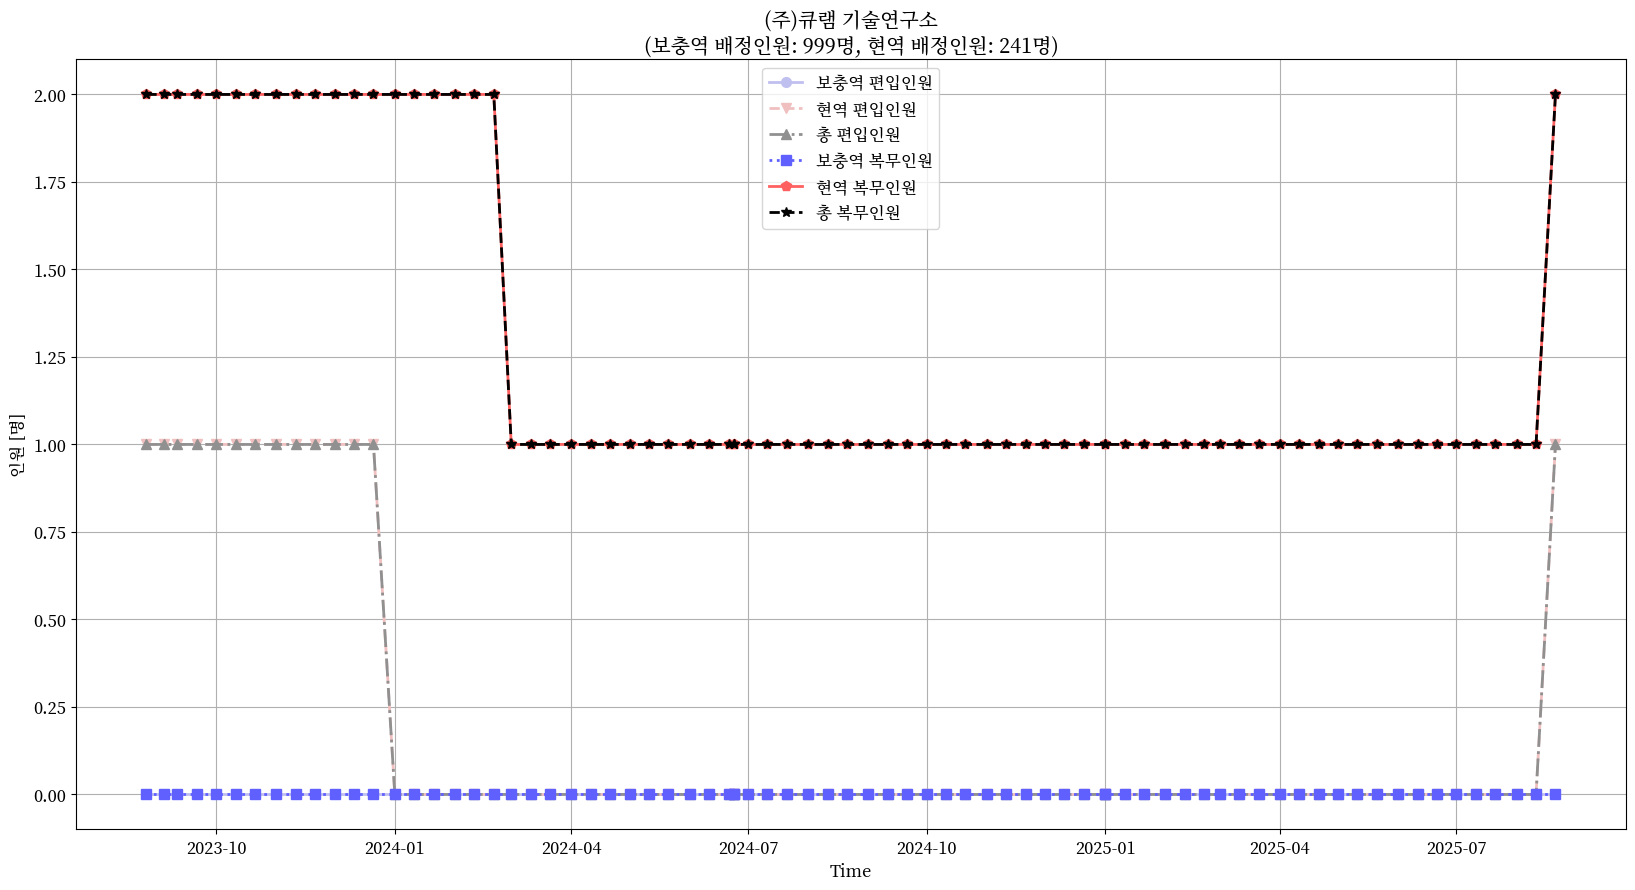 (주)큐램 기술연구소
(보충역 배정인원: 999명, 현역 배정인원: 241명)
보충역 편입인원
현역 편입인원
총 편입인원
보충역 복무인원
현역 복무인원
총 복무인원
2.00
1.75
1.50
1.25
1.00
0.75
0.50
0.25
0.00
인원 [명]
2023-10
2024-01
2024-04
2024-07
2024-10
2025-01
2025-04
2025-07
Time